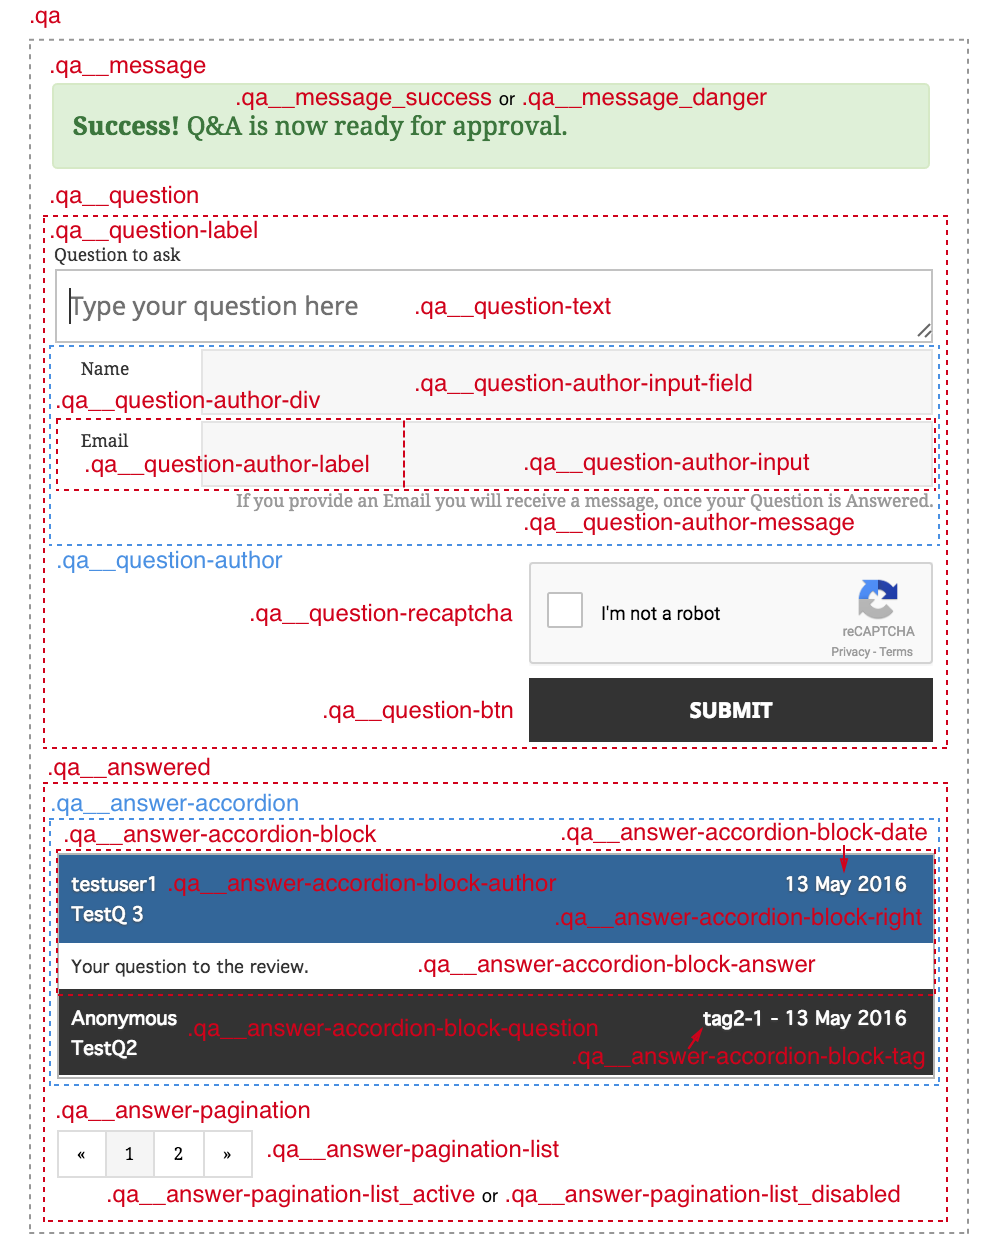 .qa
.qa__message
.qa__message_success or .qa__message_danger
Success! Q&A is now ready for approval.
.qa__question
.qa__question-label
Question to ask
Type your question here
.qa__question-text
Name
.qa__question-author-input-field
.qa__question-author-div
Email
.qa__question-author-label
.qa__question-author-input
If you provide an Email you will receive a message, once your Question is Answered.
.qa__question-author-message
.qa__question-author
.qa__question-recaptcha
I'm not a robot
reCAPTCHA
Privacy - Terms
.qa__question-btn
SUBMIT
.qa__answered
.qa__answer-accordion
.qa__answer-accordion-block
.qa__answer-accordion-block-date
testuser1
.qa__answer-accordion-block-author
13 May 2016
TestQ 3
.qa__answer-accordion-block-right
Your question to the review.
.qa__answer-accordion-block-answer
Anonymous
.qa__answer-accordion-block-question
tag2-1 - 13 May 2016
TestQ2
.qa__answer-accordion-block-tag
.qa__answer-pagination
« 1 2 »
.qa__answer-pagination-list
.qa__answer-pagination-list_active or .qa__answer-pagination-list_disabled